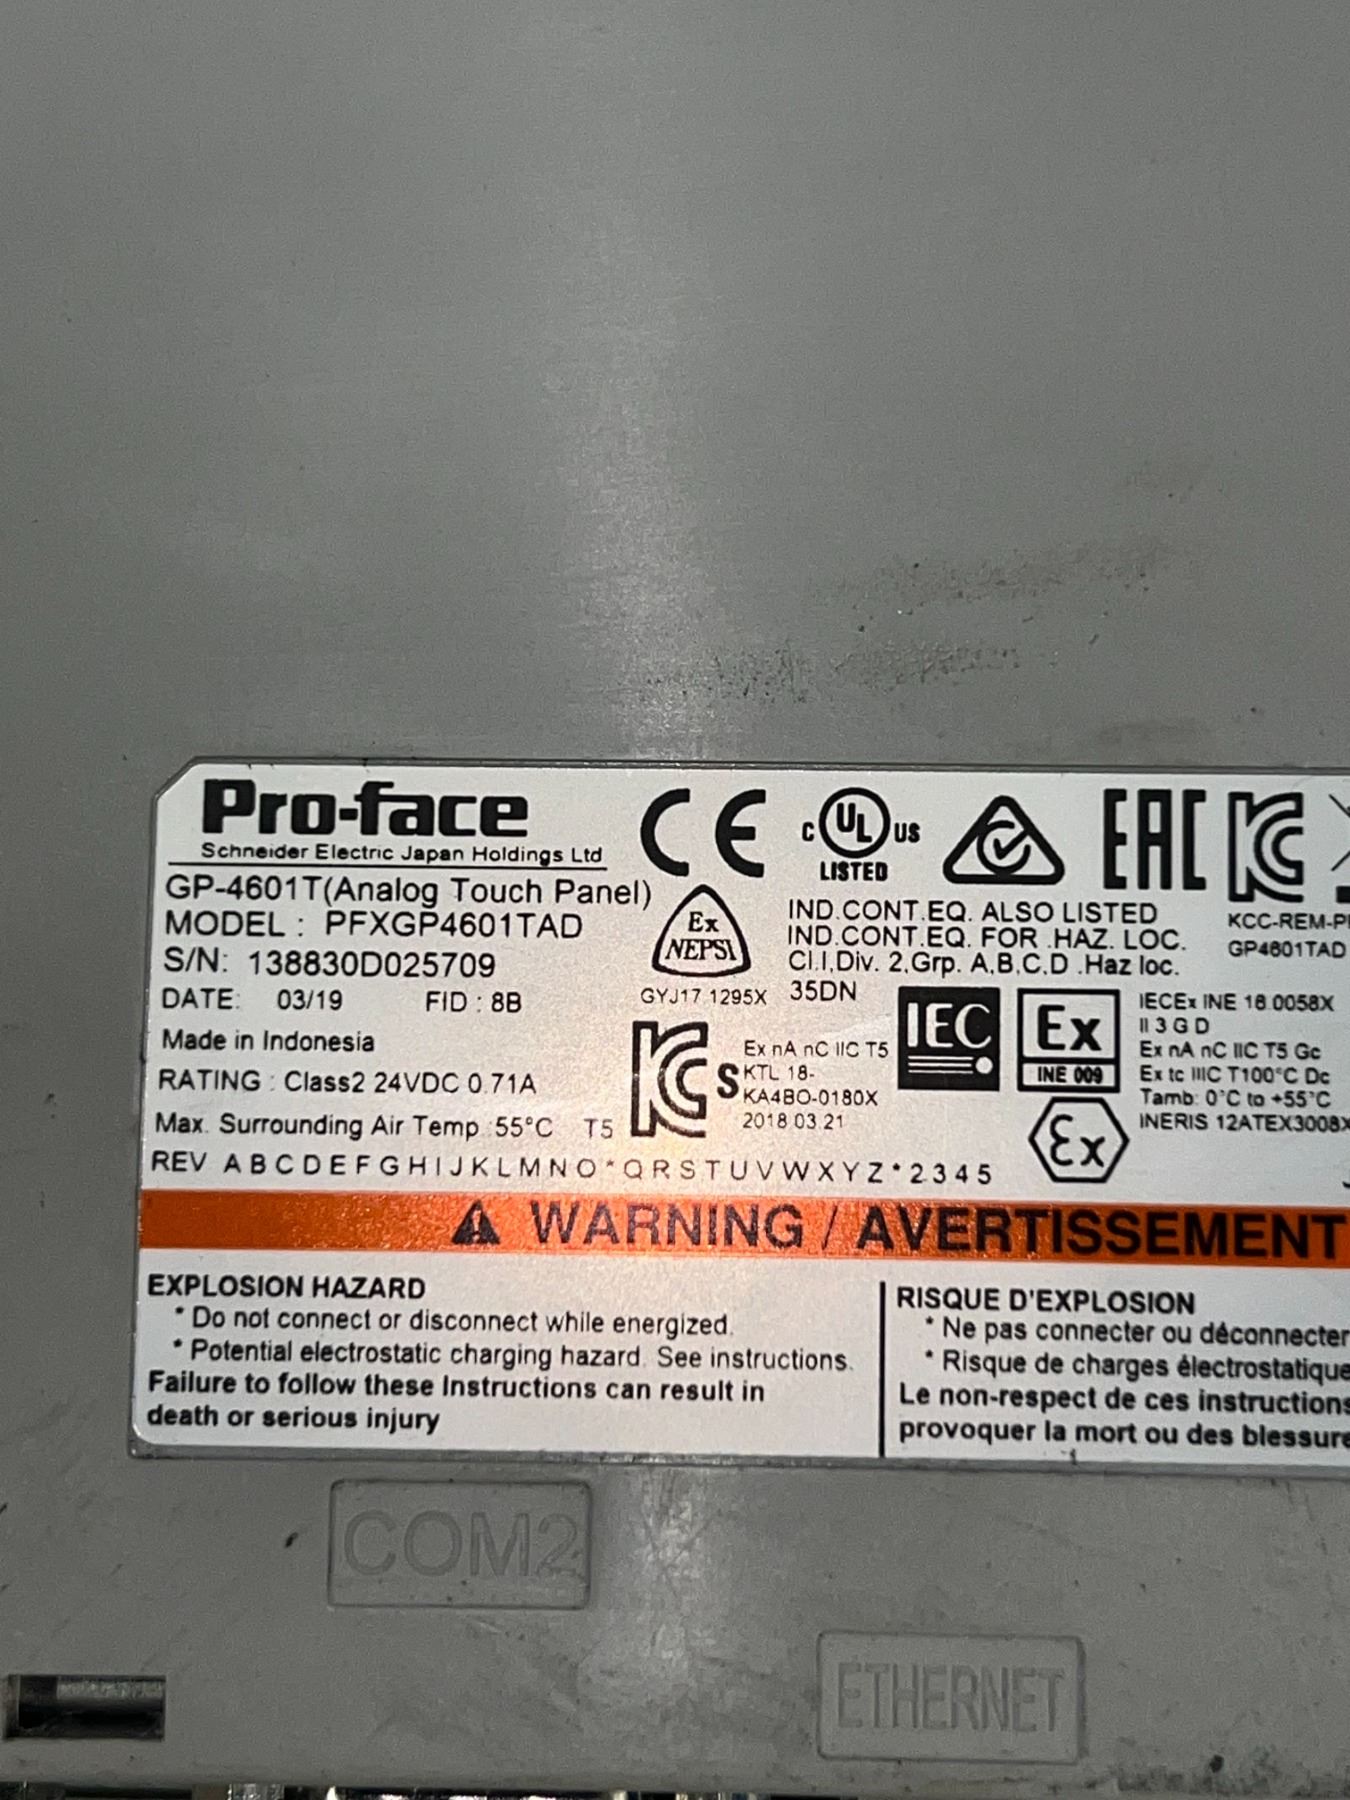 Pro-face
Schneider Electric Japan Holdings Ltd
GP-4601T(Analog Touch Panel)
MODEL : PFXGP4601TAD
S/N: 138830D025709
DATE: 03/19 FID : 8B
Made in Indonesia
RATING : Class2 24VDC 0.71A
Max. Surrounding Air Temp :55°C T5
REV A B C D E F G H I J K L M N O * Q R S T U V W X Y Z * 2 3 4 5
CE
C UL US
LISTED
EAC
KC
Ex
NEPSI
GYJ17.1295X
IND.CONT.EQ. ALSO LISTED
IND.CONT.EQ. FOR .HAZ. LOC.
Cl.I,Div. 2,Grp. A,B,C,D .Haz loc.
35DN
KCC-REM-P
GP4601TAD
KCs
Ex nA nC IIC T5
KTL 18-
KA4BO-0180X
2018.03.21
IEC
Ex
INE 009
Ex
IECEx INE 18.0058X
II 3 G D
Ex nA nC IIC T5 Gc
Ex tc IIIC T100°C Dc
Tamb: 0°C to +55°C
INERIS 12ATEX3008X
WARNING / AVERTISSEMENT
EXPLOSION HAZARD
* Do not connect or disconnect while energized.
* Potential electrostatic charging hazard. See instructions.
Failure to follow these Instructions can result in
death or serious injury
RISQUE D'EXPLOSION
* Ne pas connecter ou déconnecter
* Risque de charges électrostatique
Le non-respect de ces instructions
provoquer la mort ou des blessure
COM2
ETHERNET